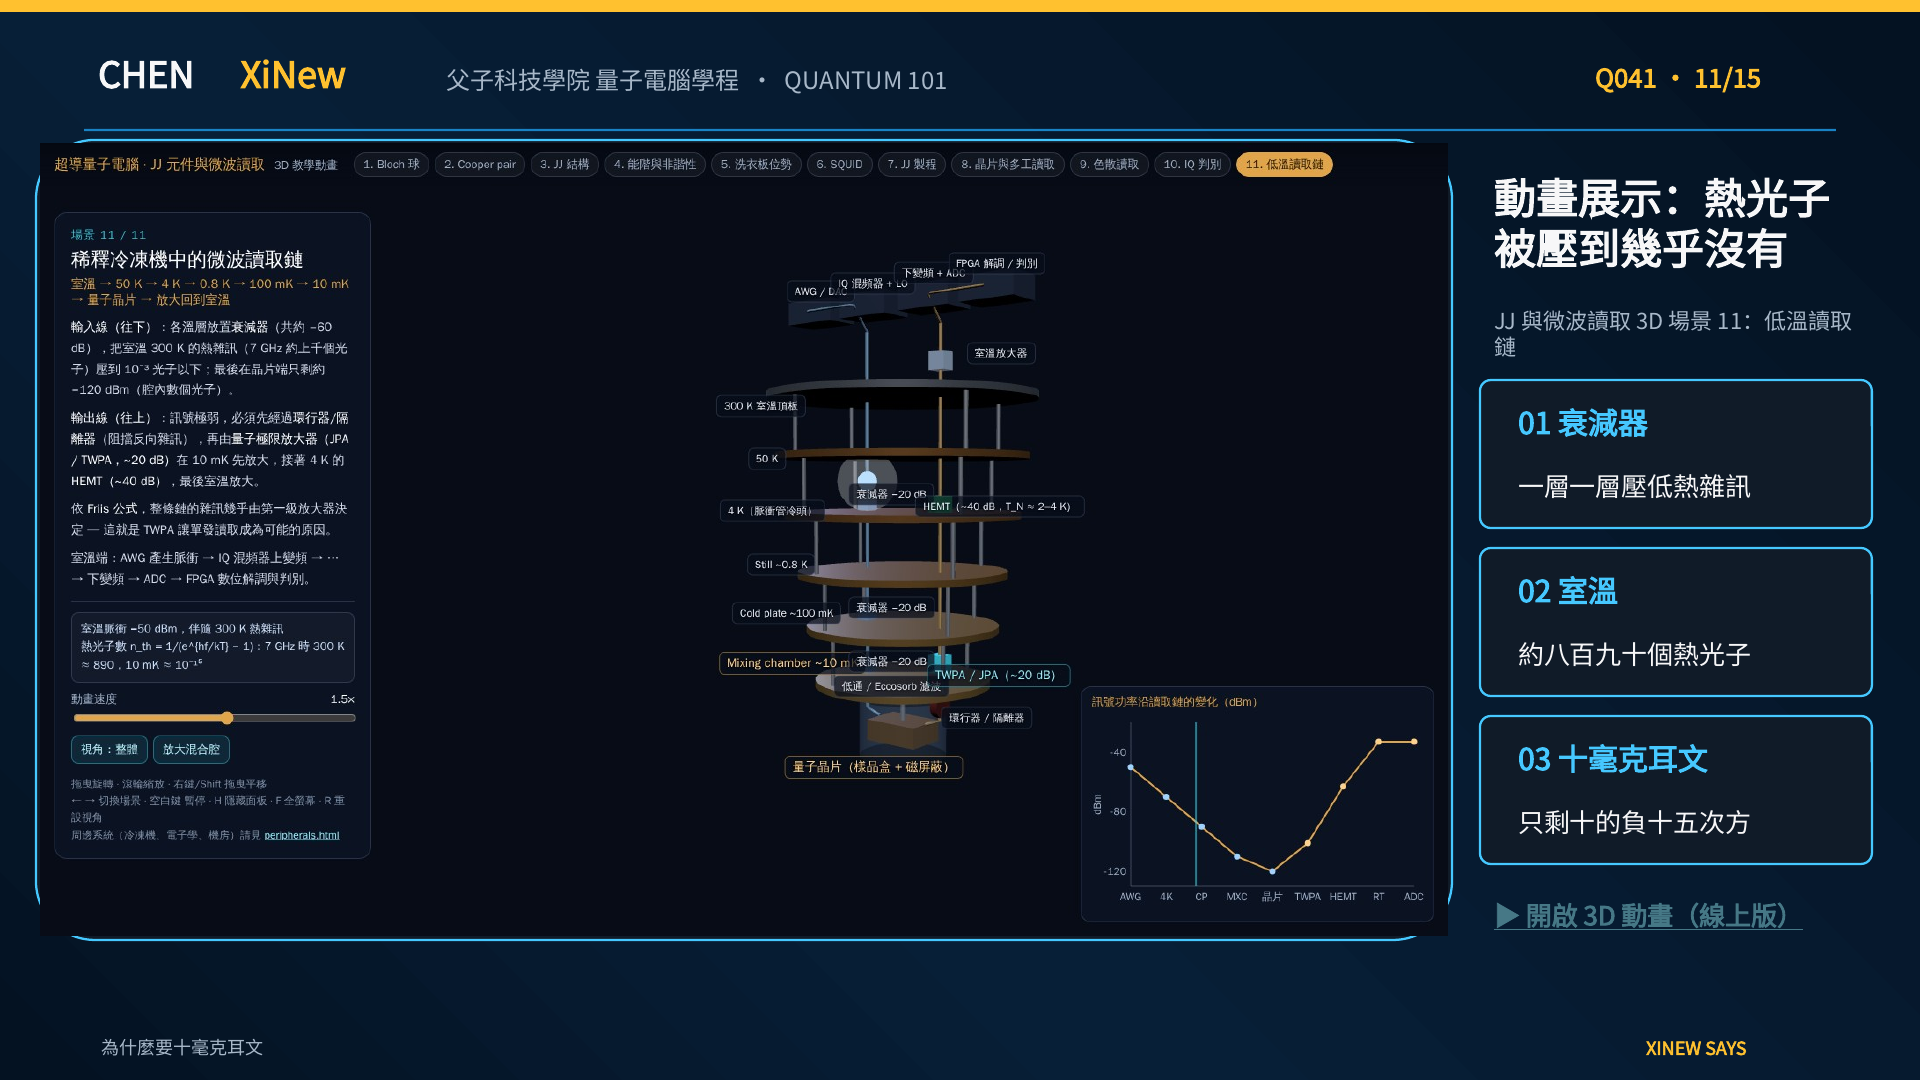 CHEN XiNew
父子科技學院 量子電腦學程 · QUANTUM 101
Q041 · 11/15
超導量子電腦 · JJ 元件與微波讀取
3D 教學動畫
1. Bloch 球
2. Cooper pair
3. JJ 結構
4. 能階與非諧性
5. 洗衣板位勢
6. SQUID
7. JJ 製程
8. 晶片與多工讀取
9. 色散讀取
10. IQ 判別
11. 低溫讀取鏈
場景 11 / 11
稀釋冷凍機中的微波讀取鏈
室溫 → 50 K → 4 K → 0.8 K → 100 mK → 10 mK
→ 量子晶片 → 放大回到室溫
輸入線（往下）：各溫層放置衰減器（共約 −60
dB），把室溫 300 K 的熱雜訊（7 GHz 約上千個光
子）壓到 10⁻³ 光子以下；最後在晶片端只剩約
−120 dBm（腔內數個光子）。
輸出線（往上）：訊號極弱，必須先經過環行器/隔
離器（阻擋反向雜訊），再由量子極限放大器（JPA
/ TWPA，~20 dB）在 10 mK 先放大，接著 4 K 的
HEMT（~40 dB），最後室溫放大。
依 Friis 公式，整條鏈的雜訊幾乎由第一級放大器決
定 — 這就是 TWPA 讓單發讀取成為可能的原因。
室溫端：AWG 產生脈衝 → IQ 混頻器上變頻 → ⋯
→ 下變頻 → ADC → FPGA 數位解調與判別。
室溫脈衝 −50 dBm，伴隨 300 K 熱雜訊
熱光子數 n_th = 1/(e^{hf/kT} − 1)：7 GHz 時 300 K
≈ 890，10 mK ≈ 10⁻¹⁵
動畫速度
1.5×
視角：整體
放大混合腔
拖曳旋轉 · 滾輪縮放 · 右鍵/Shift 拖曳平移
← → 切換場景 · 空白鍵 暫停 · H 隱藏面板 · F 全螢幕 · R 重
設視角
周邊系統（冷凍機、電子學、機房）請見 peripherals.html
FPGA 解調 / 判別
下變頻 + ADC
IQ 混頻器 + LO
AWG / DAC
室溫放大器
300 K 室溫頂板
50 K
衰減器 −20 dB
4 K（脈衝管冷頭）
HEMT（~40 dB，T_N ≈ 2–4 K）
Still ~0.8 K
Cold plate ~100 mK
衰減器 −20 dB
Mixing chamber ~10 m
衰減器 −20 dB
TWPA / JPA（~20 dB）
低通 / Eccosorb 濾波
環行器 / 隔離器
量子晶片（樣品盒 + 磁屏蔽）
訊號功率沿讀取鏈的變化（dBm）
dBm
-40
-80
-120
AWG
4K
CP
MXC
晶片
TWPA
HEMT
RT
ADC
動畫展示：熱光子
被壓到幾乎沒有
JJ 與微波讀取 3D 場景 11：低溫讀取
鏈
01 衰減器
一層一層壓低熱雜訊
02 室溫
約八百九十個熱光子
03 十毫克耳文
只剩十的負十五次方
▶ 開啟 3D 動畫（線上版）
為什麼要十毫克耳文
XINEW SAYS